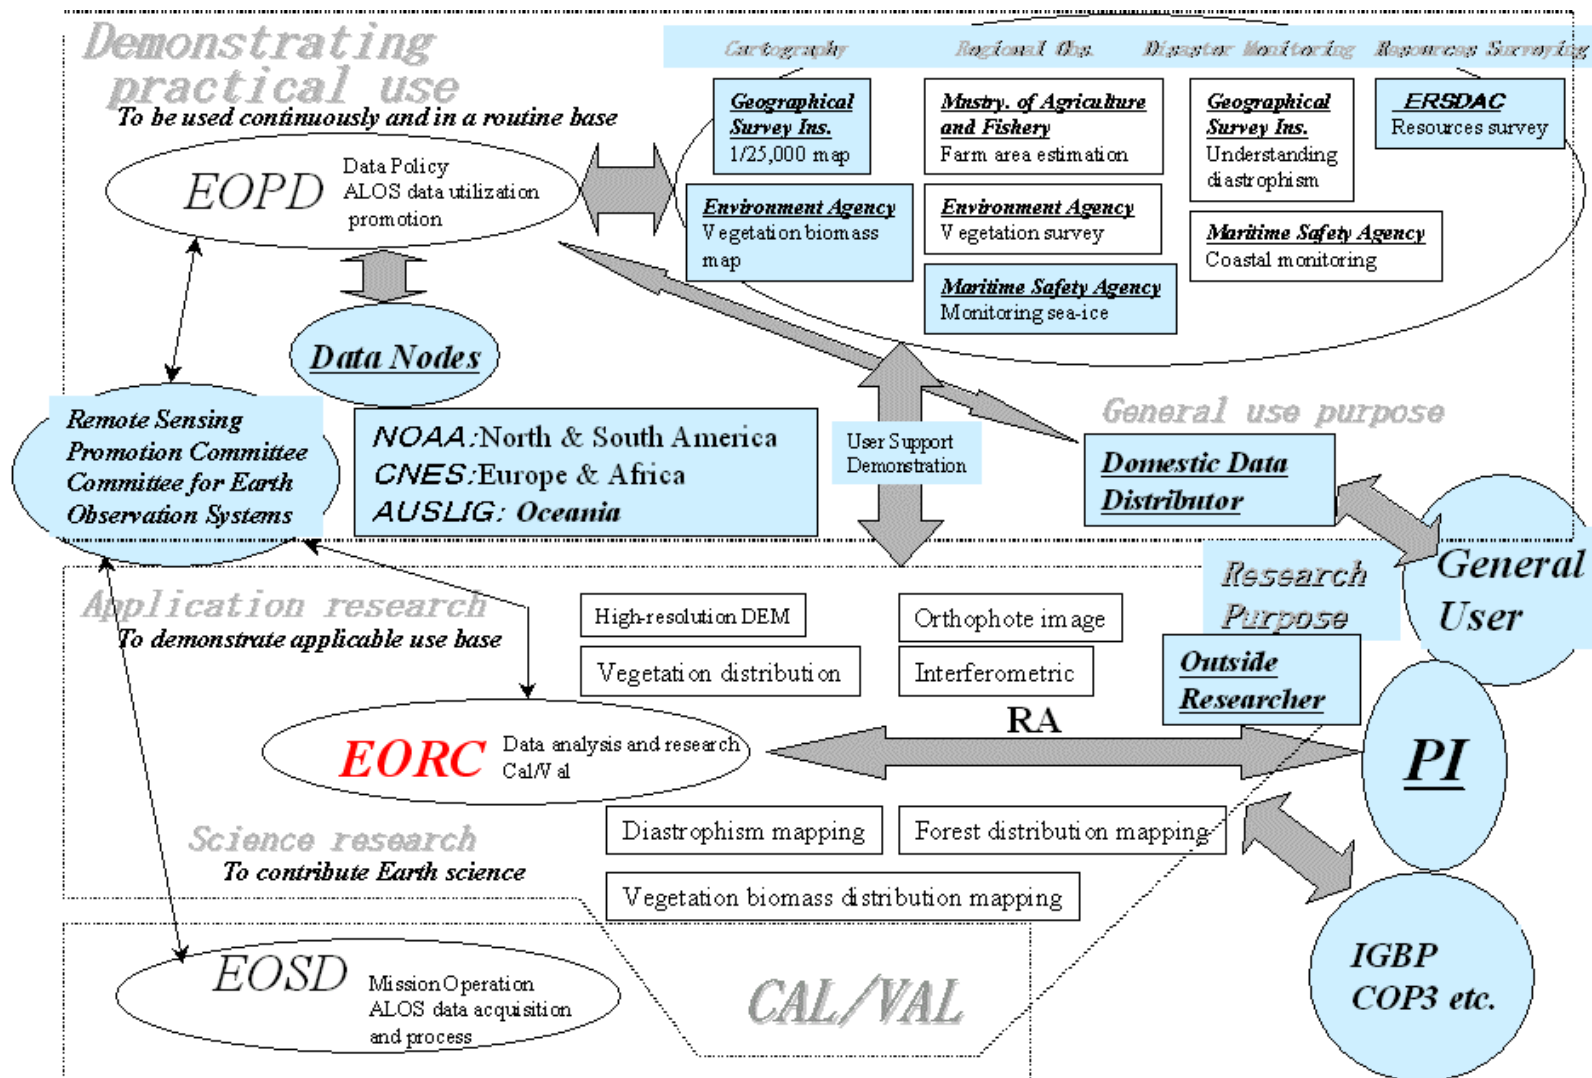 Demonstrating
practical use
To be used continuously and in a routine base
Cartography
Regional Obs.
Disaster Monitoring
Resources Surveying
Geographical
Survey Ins.
1/25,000 map
Mnstry. of Agriculture
and Fishery
Farm area estimation
Geographical
Survey Ins.
Understanding
diastrophism
ERSDAC
Resources survey
EOPD
Data Policy
ALOS data utilization
promotion
Environment Agency
Vegetation biomass
map
Environment Agency
Vegetation survey
Maritime Safety Agency
Coastal monitoring
Maritime Safety Agency
Monitoring sea-ice
Data Nodes
Remote Sensing
Promotion Committee
Committee for Earth
Observation Systems
NOAA:North & South America
CNES:Europe & Africa
AUSLIG: Oceania
User Support
Demonstration
General use purpose
Domestic Data
Distributor
General
User
Application research
To demonstrate applicable use base
High-resolution DEM
Orthophote image
Vegetation distribution
Interferometric
Research
Purpose
Outside
Researcher
RA
EORC
Data analysis and research
Cal/Val
PI
Diastrophism mapping
Forest distribution mapping
Science research
To contribute Earth science
Vegetation biomass distribution mapping
EOSD
Mission Operation
ALOS data acquisition
and process
CAL/VAL
IGBP
COP3 etc.